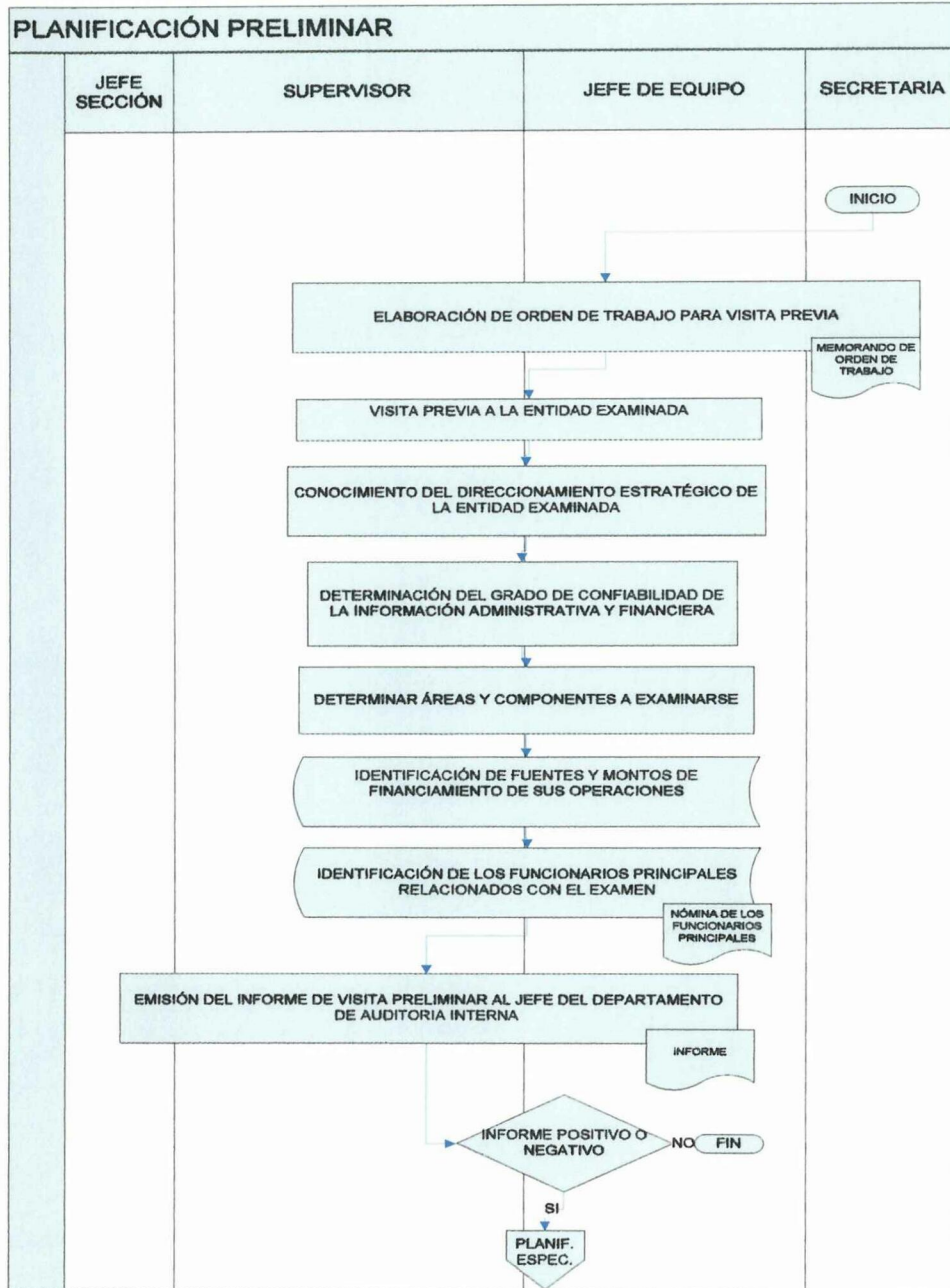 PLANIFICACIÓN PRELIMINAR
JEFE
SECCIÓN
SUPERVISOR
JEFE DE EQUIPO
SECRETARIA
INICIO
ELABORACIÓN DE ORDEN DE TRABAJO PARA VISITA PREVIA
MEMORANDO DE
ORDEN DE
TRABAJO
VISITA PREVIA A LA ENTIDAD EXAMINADA
CONOCIMIENTO DEL DIRECCIONAMIENTO ESTRATÉGICO DE
LA ENTIDAD EXAMINADA
DETERMINACIÓN DEL GRADO DE CONFIABILIDAD DE
LA INFORMACIÓN ADMINISTRATIVA Y FINANCIERA
DETERMINAR ÁREAS Y COMPONENTES A EXAMINARSE
IDENTIFICACIÓN DE FUENTES Y MONTOS DE
FINANCIAMIENTO DE SUS OPERACIONES
IDENTIFICACIÓN DE LOS FUNCIONARIOS PRINCIPALES
RELACIONADOS CON EL EXAMEN
NÓMINA DE LOS
FUNCIONARIOS
PRINCIPALES
EMISIÓN DEL INFORME DE VISITA PRELIMINAR AL JEFE DEL DEPARTAMENTO
DE AUDITORIA INTERNA
INFORME
INFORME POSITIVO O
NEGATIVO
NO
FIN
SI
PLANIF.
ESPEC.